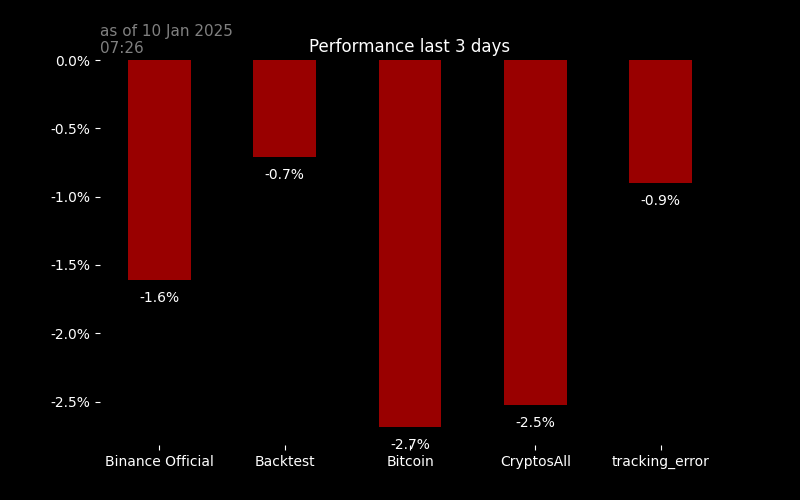 as of 10 Jan 2025
07:26
Performance last 3 days
0.0%
-0.5%
-1.0%
-1.5%
-2.0%
-2.5%
-1.6%
-0.7%
-2.7%
-2.5%
-0.9%
Binance Official
Backtest
Bitcoin
CryptosAll
tracking_error